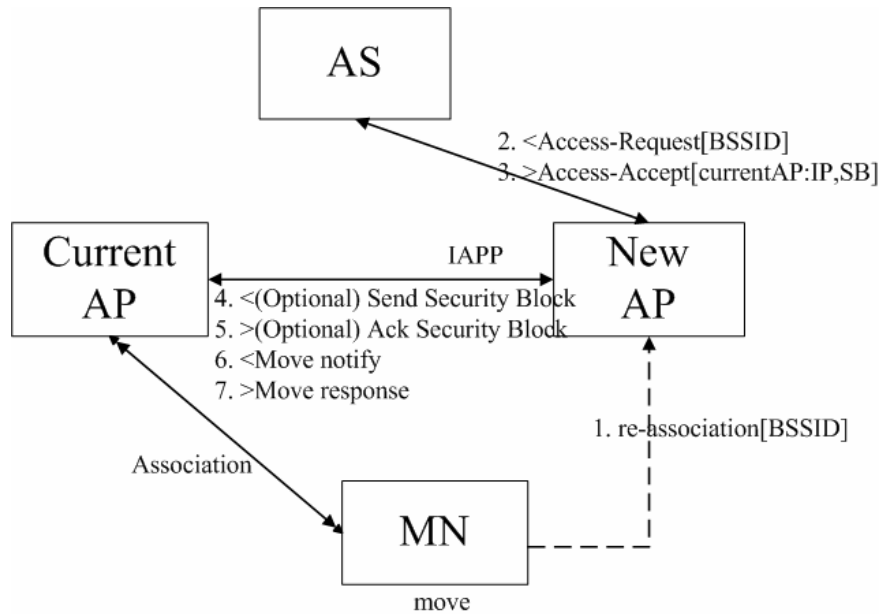 AS
2. <Access-Request[BSSID]
3. >Access-Accept[currentAP:IP,SB]
Current
AP
IAPP
New
AP
4. <(Optional) Send Security Block
5. >(Optional) Ack Security Block
6. <Move notify
7. >Move response
1. re-association[BSSID]
Association
MN
move